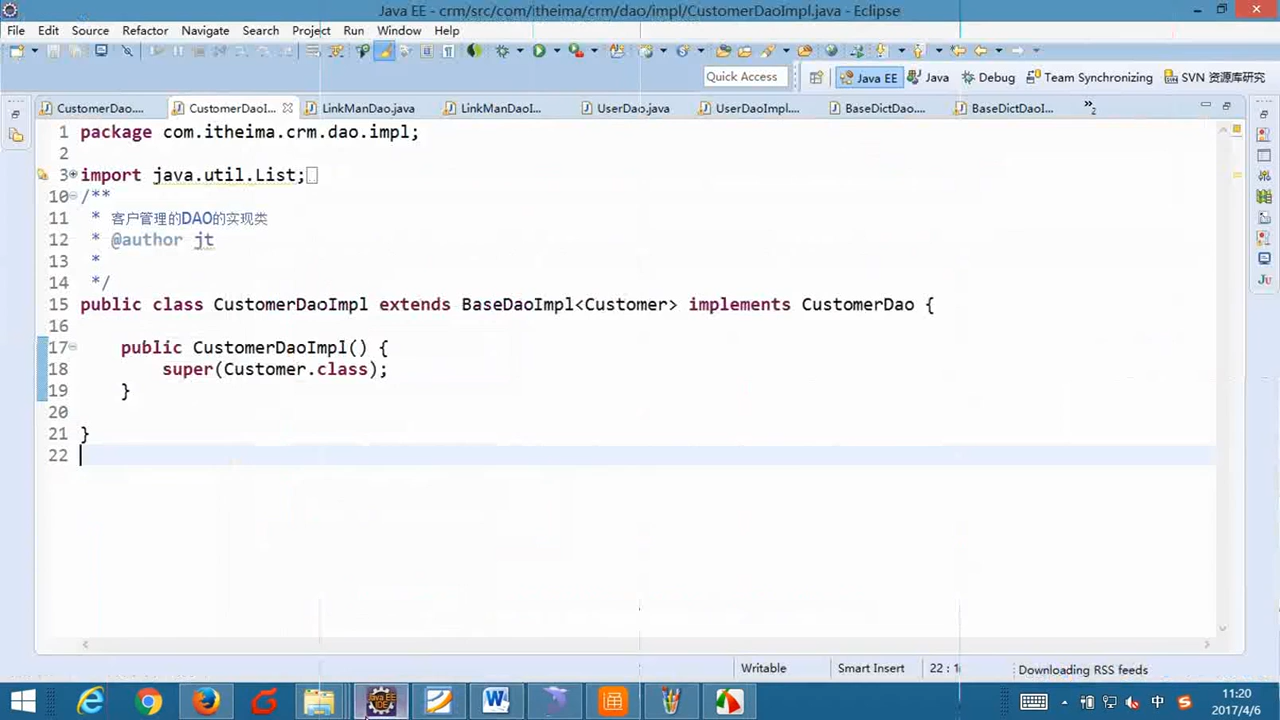 Java EE - crm/src/com/itheima/crm/dao/impl/CustomerDaoImpl.java - Eclipse
File Edit Source Refactor Navigate Search Project Run Window Help
Quick Access
Java EE Java Debug Team Synchronizing SVN 资源库研究
CustomerDao.... CustomerDaoI... LinkManDao.java LinkManDaoI... UserDao.java UserDaoImpl.... BaseDictDao.... BaseDictDaoI... »2
1 package com.itheima.crm.dao.impl;
2
3 import java.util.List;
10 /**
11 * 客户管理的DAO的实现类
12 * @author jt
13 *
14 */
15 public class CustomerDaoImpl extends BaseDaoImpl<Customer> implements CustomerDao {
16
17 public CustomerDaoImpl() {
18 super(Customer.class);
19 }
20
21 }
22
Writable Smart Insert 22 : 1 Downloading RSS feeds
中 11:20
2017/4/6